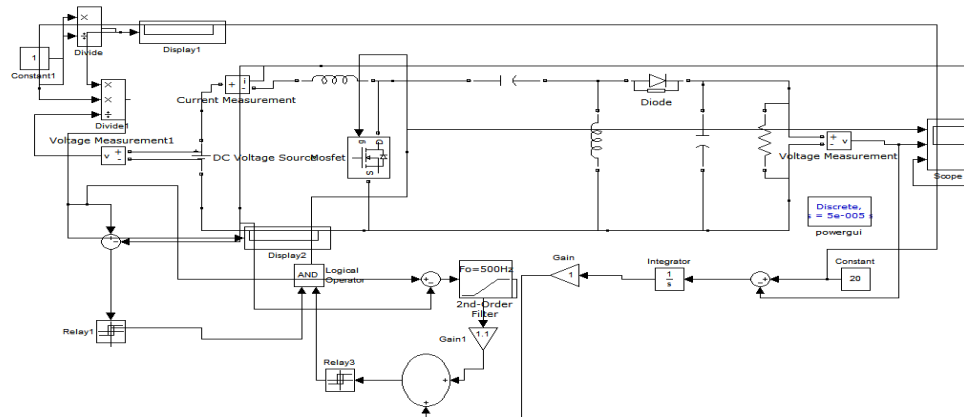 Divide
Display1
1
Constant1
Divide1
Current Measurement
Diode
Voltage Measurement1
DC Voltage Source
Mosfet
g
D
S
Voltage Measurement
Scope
Discrete,
s = 5e-005 s
powergui
Display2
AND
Logical
Operator
Fo=500Hz
2nd-Order
Filter
Gain
1
Integrator
1
s
Constant
20
Relay1
Gain1
1.1
Relay3